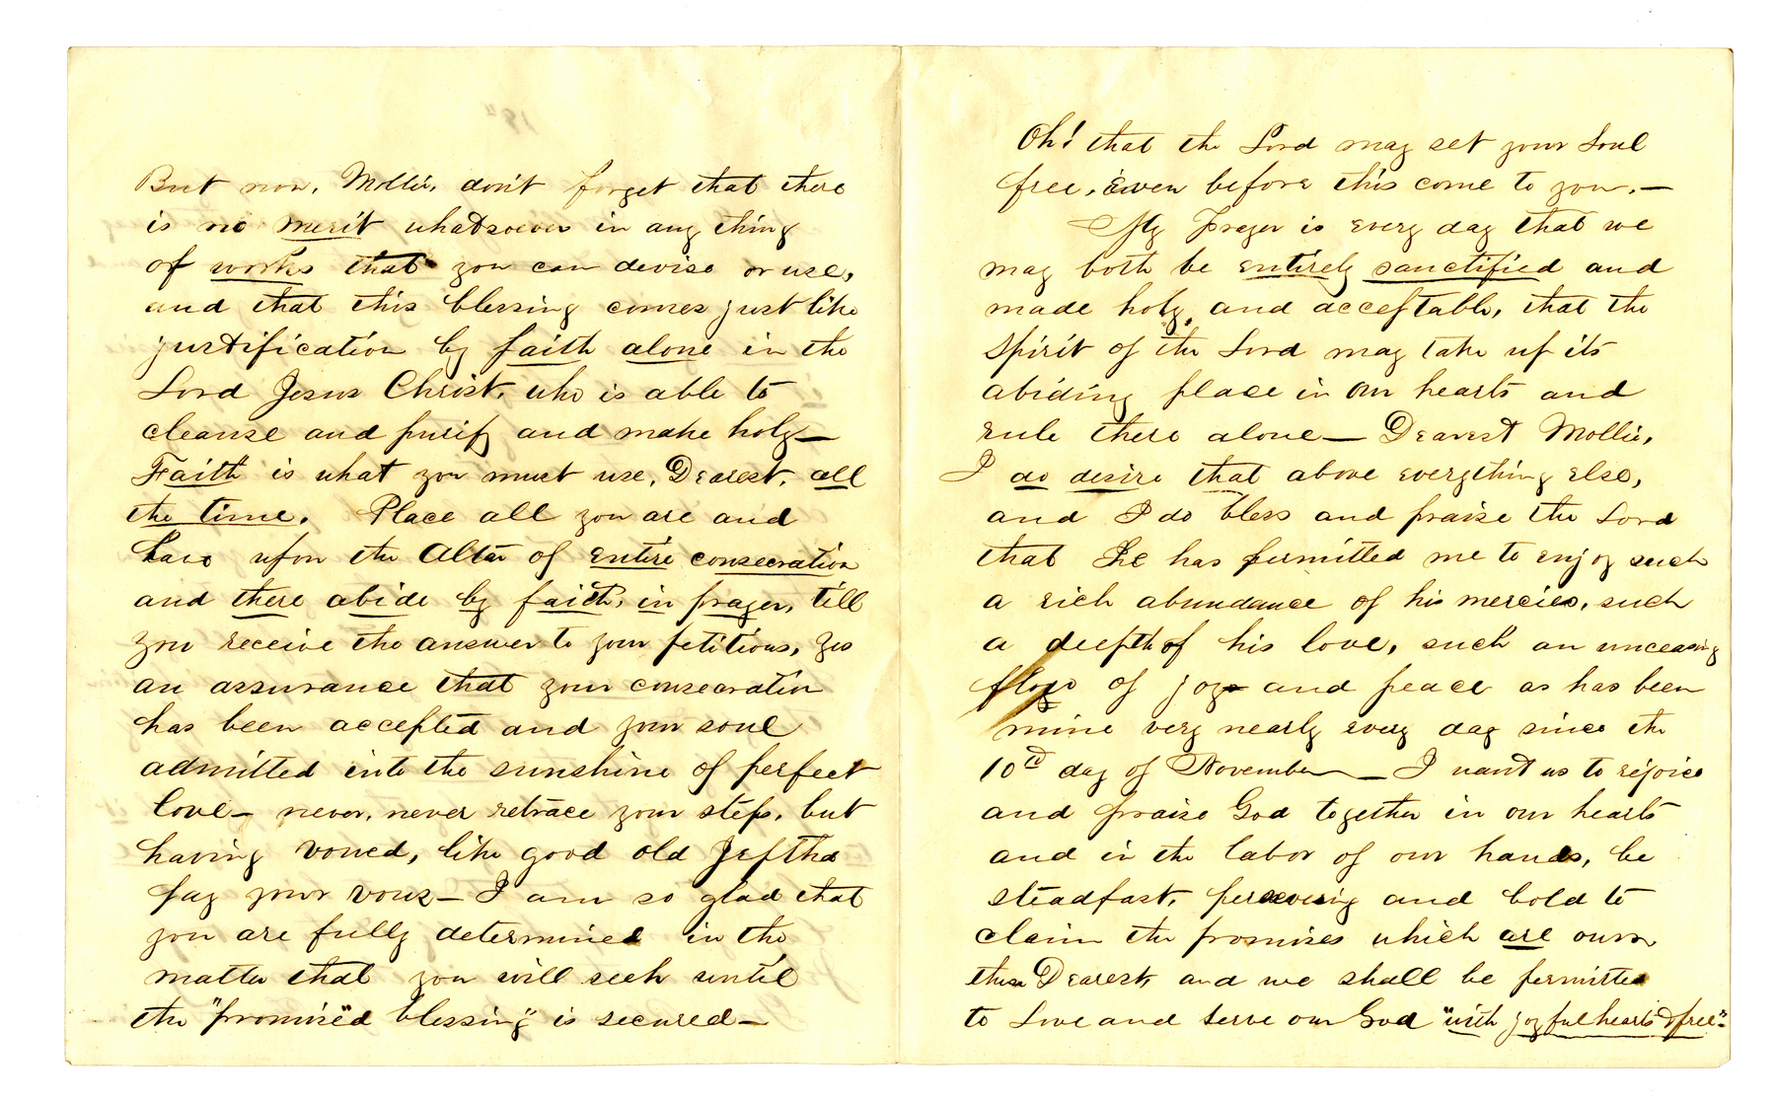 But now, Mollie, don't forget that there
is no merit whatsoever in any thing
of works that you can devise or use,
and that this blessing comes just like
justification by faith alone in the
Lord Jesus Christ, who is able to
cleanse and purify and make holy—
Faith is what you must use, Dearest, all
the time. Place all you are and
have upon the Altar of entire consecration
and there abide by faith, in prayer, till
you receive the answer to your petitions, yes
an assurance that your consecration
has been accepted and your soul
admitted into the sunshine of perfect
love— never, never retrace your steps, but
having vowed, like good old Jeftha
pay your vows— I am so glad that
you are fully determined in the
matter that you will seek until
the "promised blessing" is secured—
Oh! that the Lord may set your Soul
free, even before this come to you.—
My Prayer is every day that we
may both be entirely sanctified and
made holy, and acceptable, that the
Spirit of the Lord may take up its
abiding place in our hearts and
rule there alone— Dearest Mollie,
I do desire that above everything else,
and I do bless and praise the Lord
that He has permitted me to enjoy such
a rich abundance of his mercies, such
a deepth of his love, such an unceasing
flow of joy and peace as has been
mine very nearly every day since the
10th day of November— I want us to rejoice
and praise God together in our hearts
and in the labor of our hands, be
steadfast, persevering and bold to
claim the promises which are ours,
then Dearest, and we shall be permitted
to Love and serve our God "with joyful hearts & free".